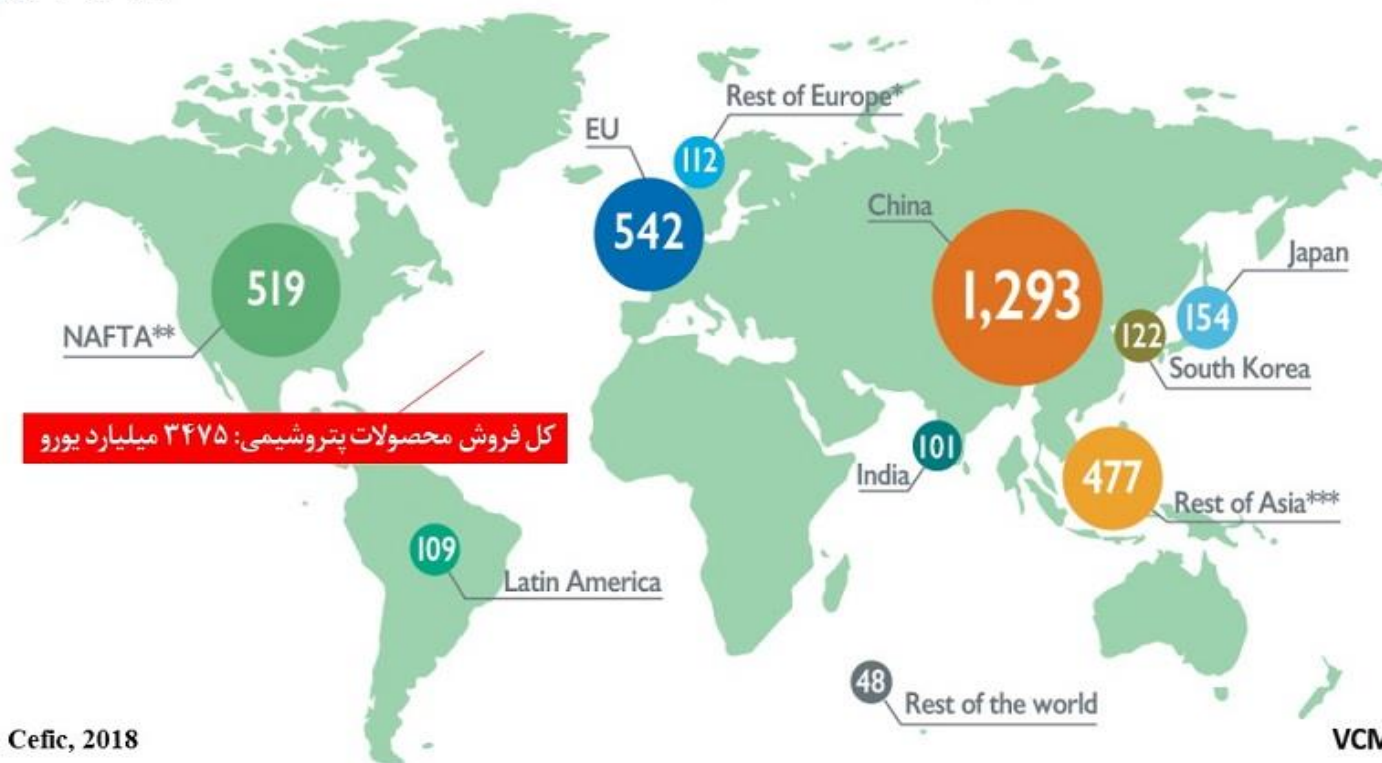 Rest of Europe*
EU
112
542
China
1,293
Japan
519
154
122
NAFTA**
South Korea
کل فروش محصولات پتروشیمی: ۳۴۷۵ میلیارد یورو
101
India
477
Rest of Asia***
109
Latin America
48
Rest of the world
Cefic, 2018
VCM